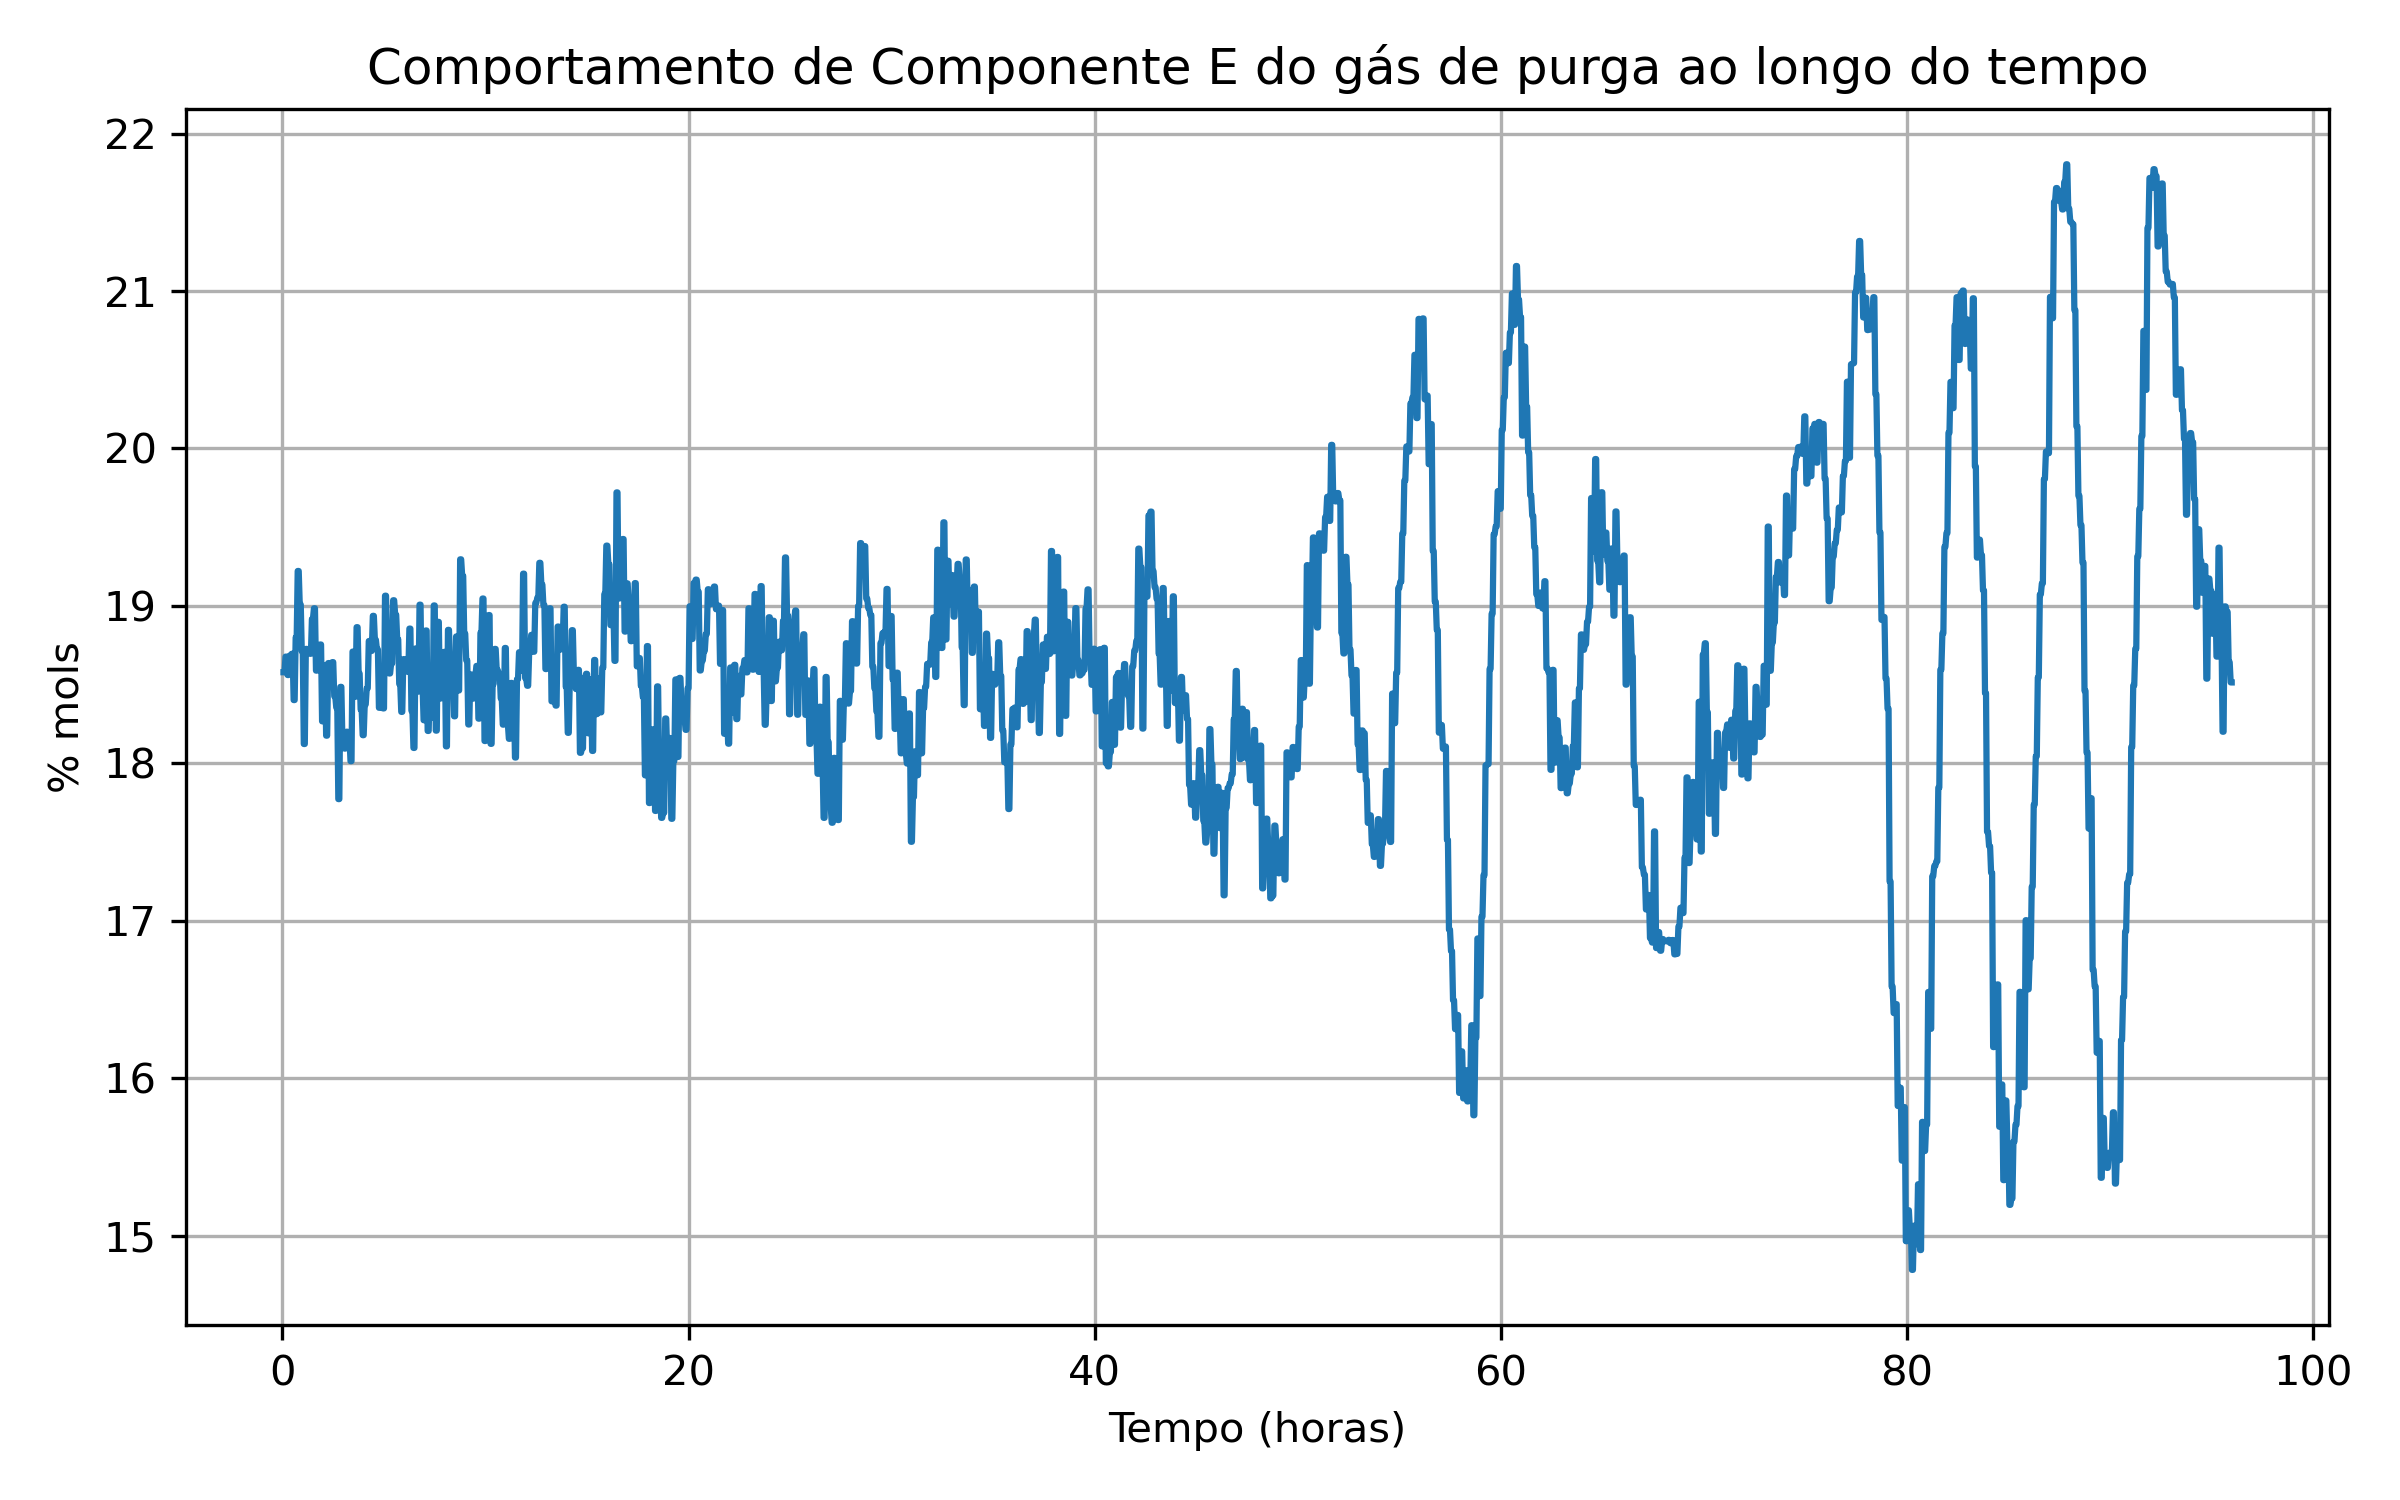 Comportamento de Componente E do gás de purga ao longo do tempo
22
21
20
19
18
17
16
15
% mols
0 20 40 60 80 100
Tempo (horas)